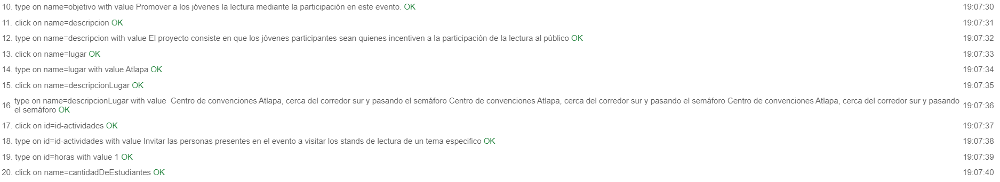 10. type on name=objetivo with value Promover a los jóvenes la lectura mediante la participación en este evento. OK 19:07:30
11. click on name=descripcion OK 19:07:31
12. type on name=descripcion with value El proyecto consiste en que los jóvenes participantes sean quienes incentiven a la participación de la lectura al público OK 19:07:32
13. click on name=lugar OK 19:07:33
14. type on name=lugar with value Atlapa OK 19:07:34
15. click on name=descripcionLugar OK 19:07:35
16. type on name=descripcionLugar with value  Centro de convenciones Atlapa, cerca del corredor sur y pasando el semáforo Centro de convenciones Atlapa, cerca del corredor sur y pasando el semáforo Centro de convenciones Atlapa, cerca del corredor sur y pasando 19:07:36
el semáforo OK
17. click on id=id-actividades OK 19:07:37
18. type on id=id-actividades with value Invitar las personas presentes en el evento a visitar los stands de lectura de un tema especifico OK 19:07:38
19. type on id=horas with value 1 OK 19:07:39
20. click on name=cantidadDeEstudiantes OK 19:07:40